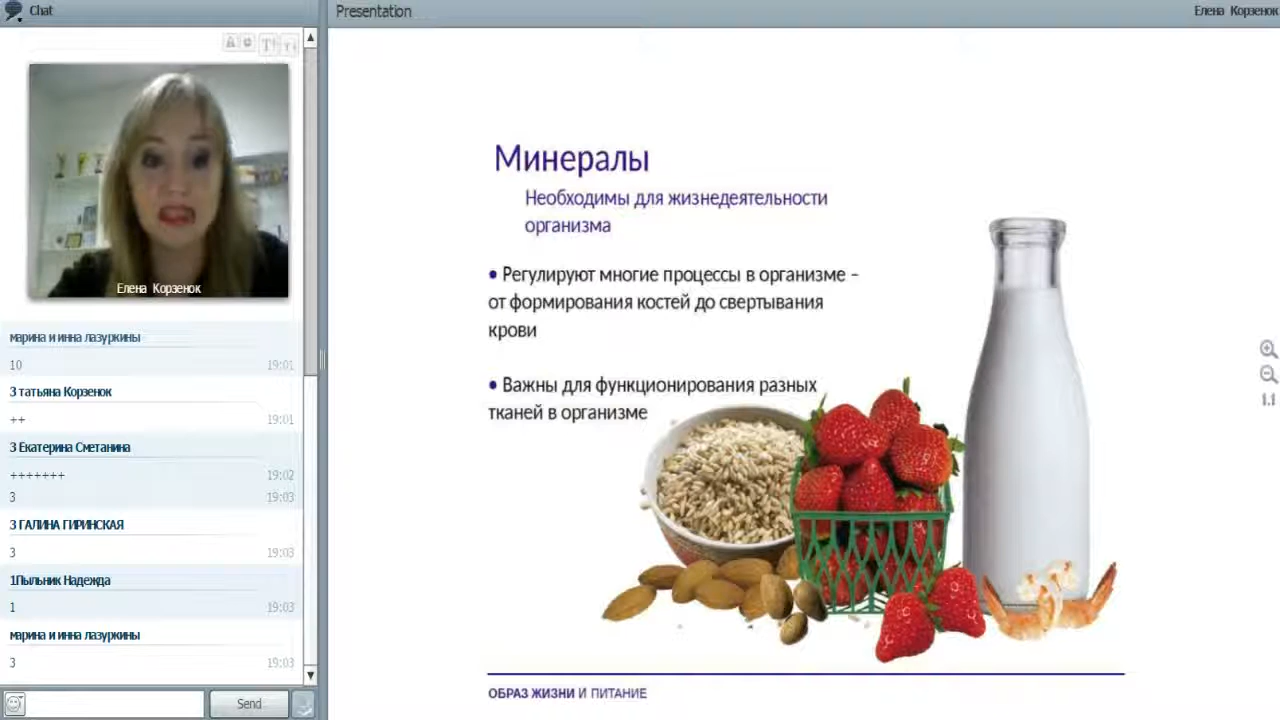 Chat
Елена Корзенок
марина и инна лазуркины
10 19:01
3 татьяна Корзенок
++ 19:01
3 Екатерина Сметанина
+++++++ 19:02
3 19:03
3 ГАЛИНА ГИРИНСКАЯ
3 19:03
1Пыльник Надежда
1 19:03
марина и инна лазуркины
3 19:03
Send
Presentation
Елена Корзенок
Минералы
Необходимы для жизнедеятельности
организма
• Регулируют многие процессы в организме –
от формирования костей до свертывания
крови
• Важны для функционирования разных
тканей в организме
ОБРАЗ ЖИЗНИ И ПИТАНИЕ
1.1